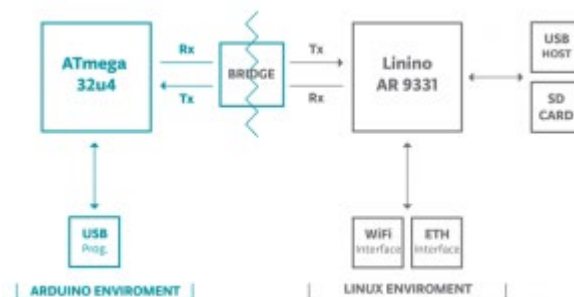 ATmega
32u4
Rx
Tx
BRIDGE
Tx
Rx
Linino
AR 9331
USB
HOST
SD
CARD
USB
Prog.
WiFi
Interface
ETH
Interface
ARDUINO ENVIROMENT
LINUX ENVIROMENT